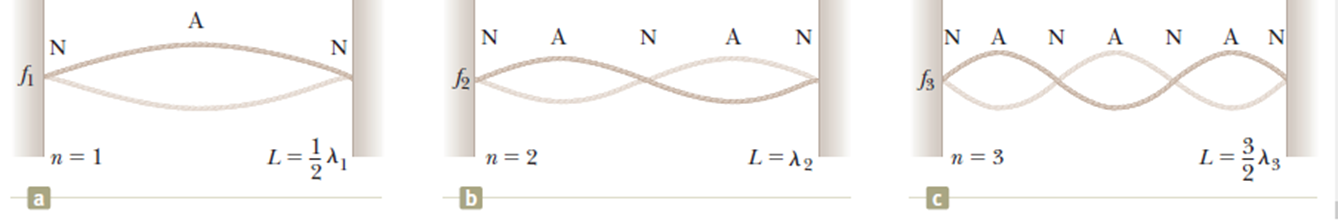 N A N
f₁
n = 1 L = 1/2 λ₁
a
N A N A N
f₂
n = 2 L = λ₂
b
N A N A N A N
f₃
n = 3 L = 3/2 λ₃
c